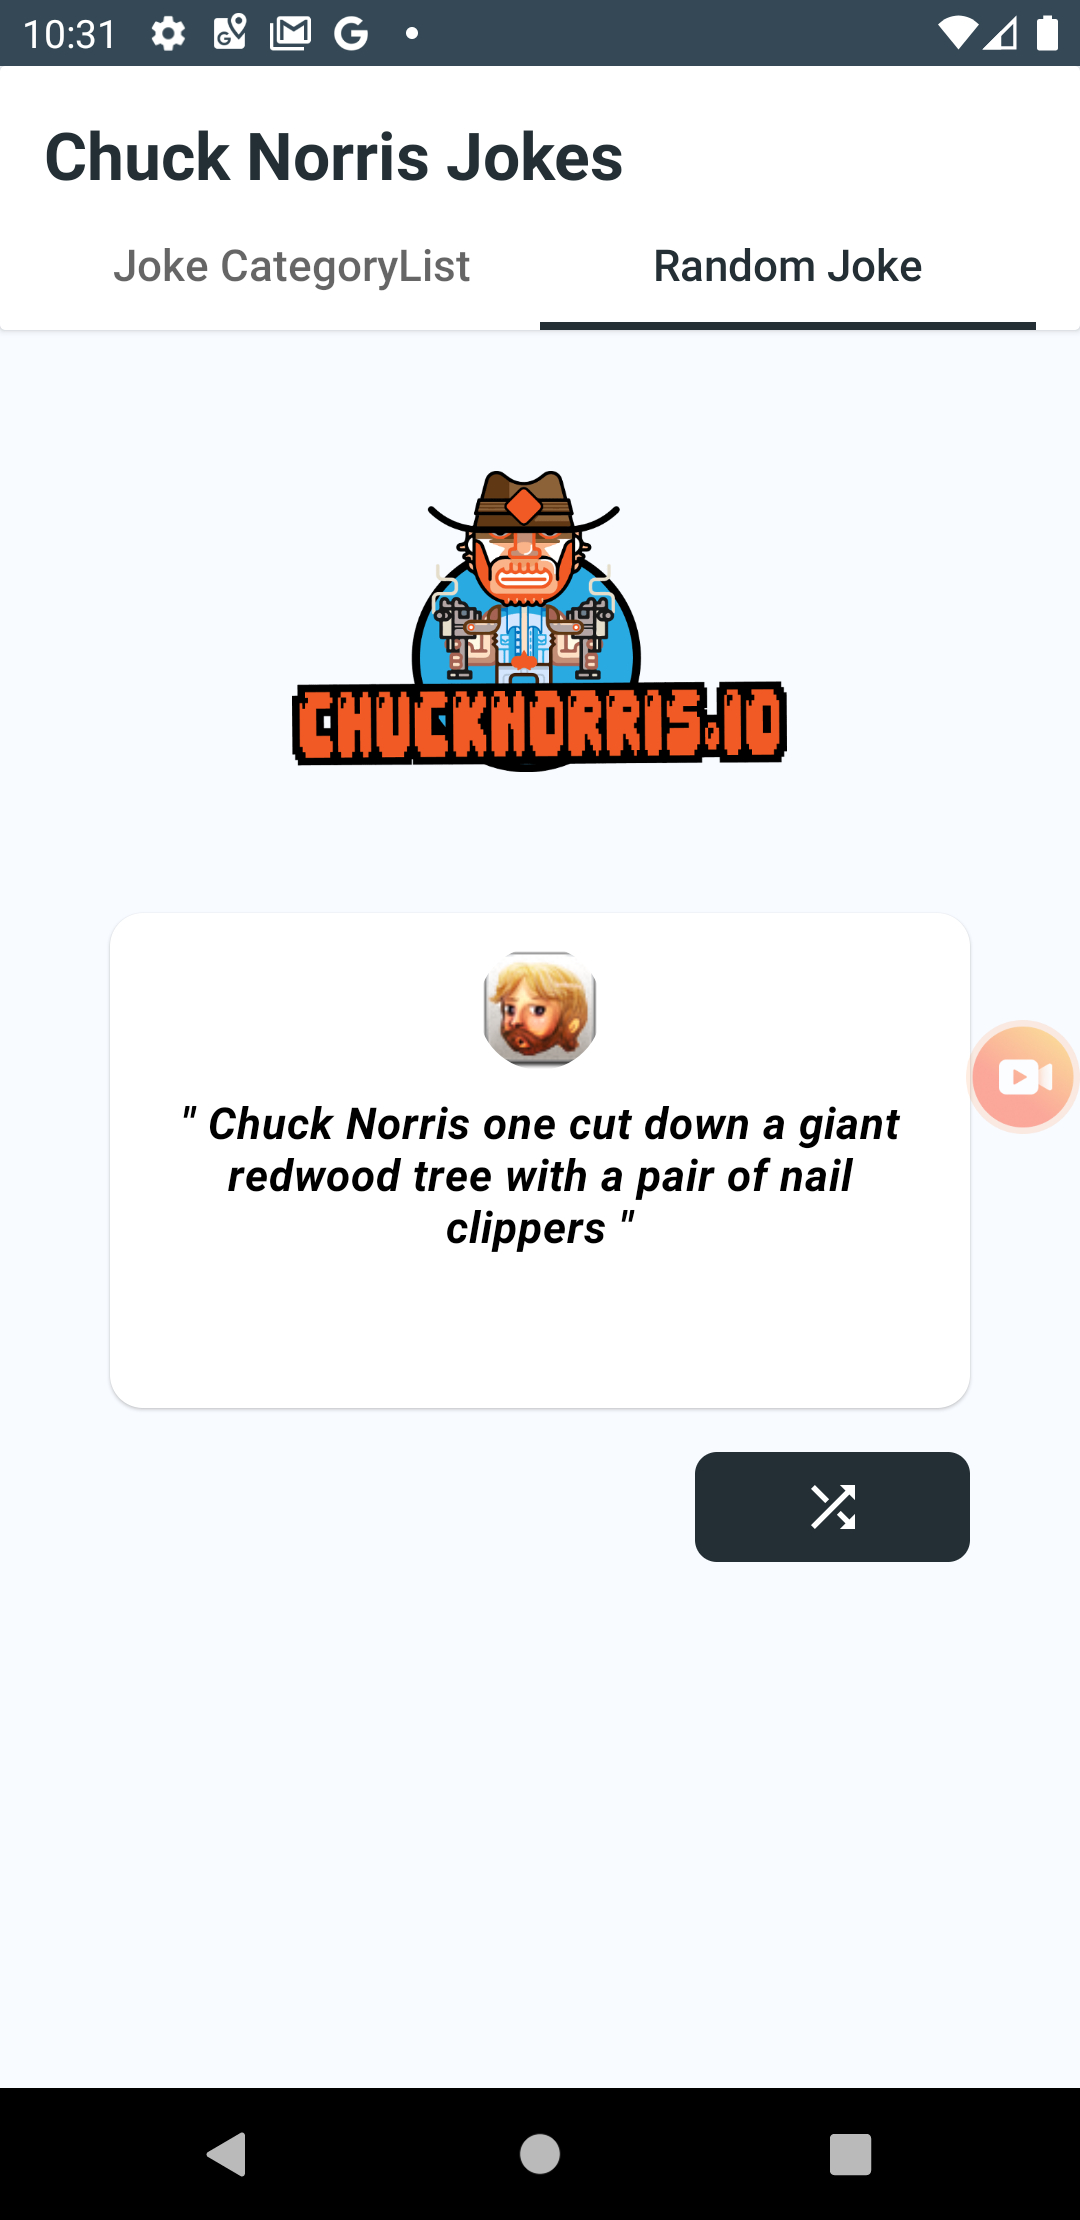 10:31
Chuck Norris Jokes
Joke CategoryList
Random Joke
CHUCKNORRIS.IO
" Chuck Norris one cut down a giant
redwood tree with a pair of nail
clippers "